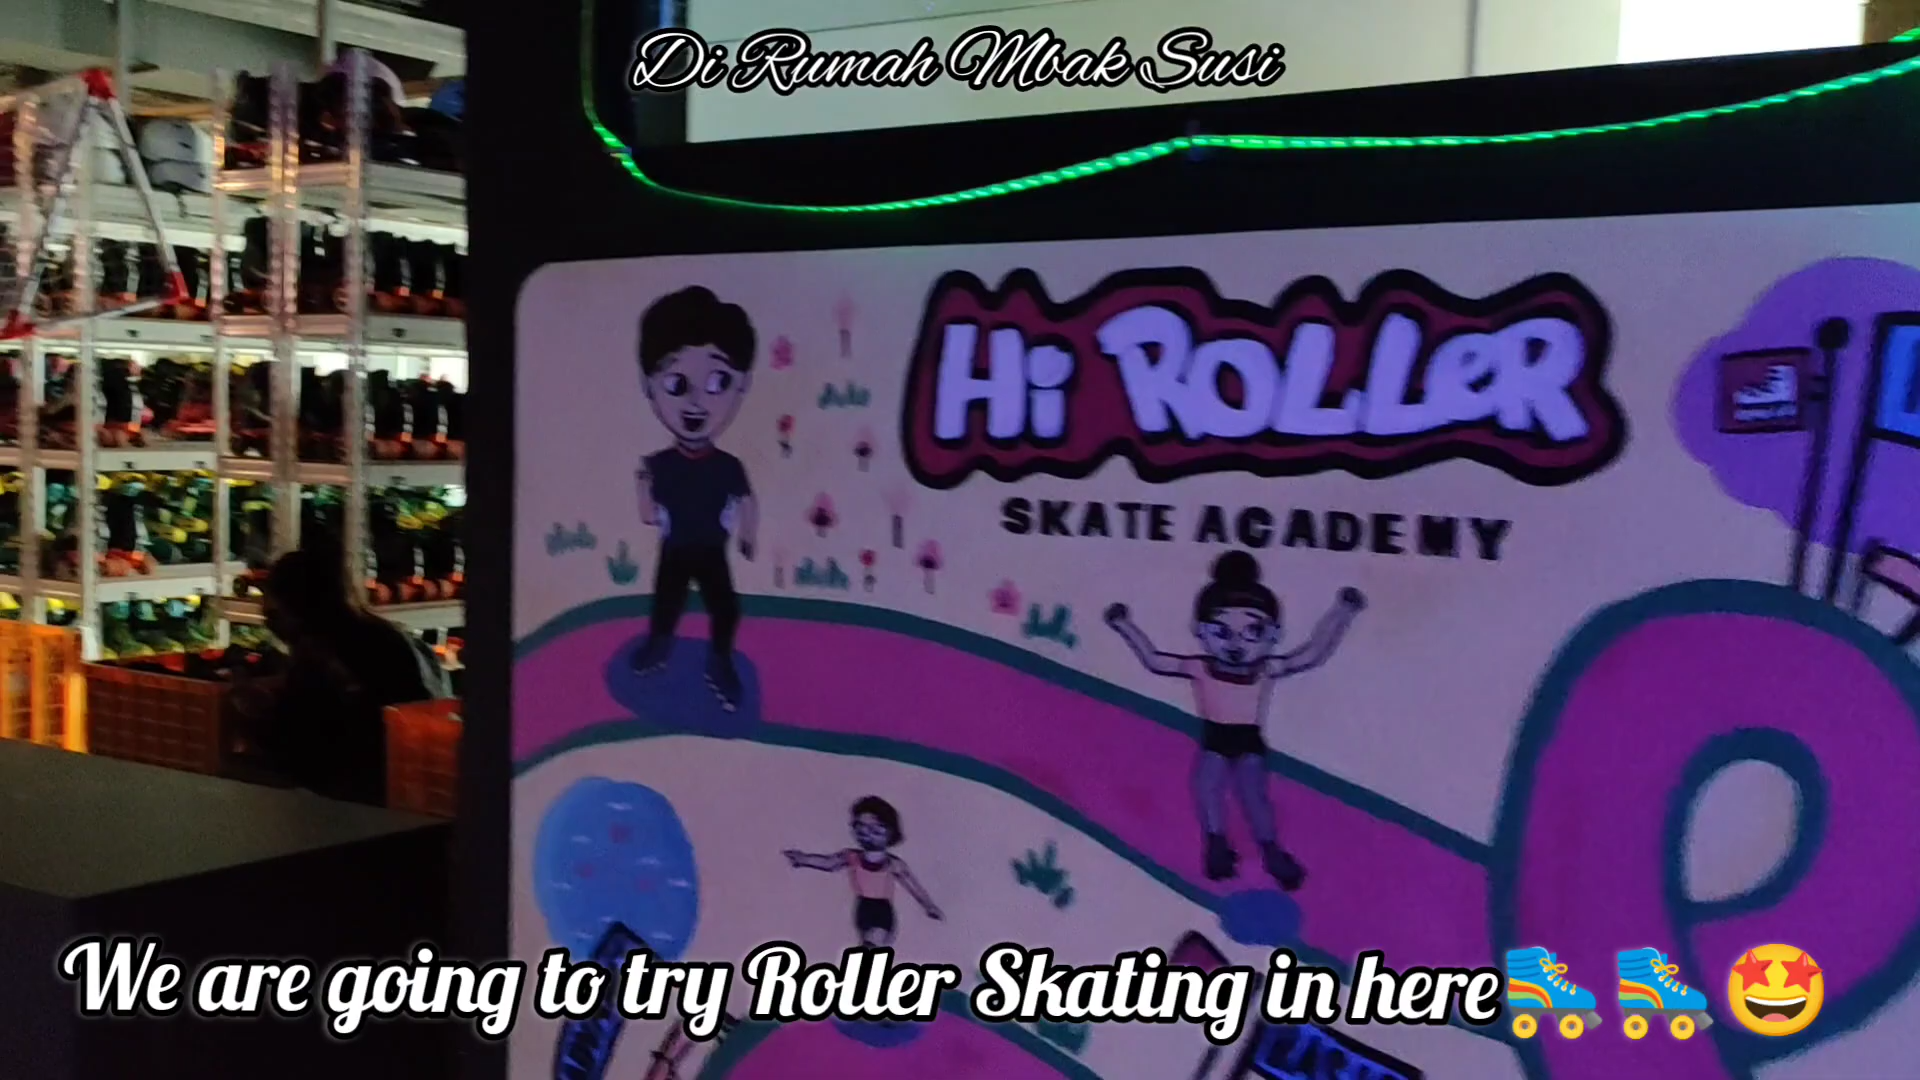 Di Rumah Mbak Susi
Hi ROLLeR
SKATE ACADEMY
We are going to try Roller Skating in here🛼🛼🤩